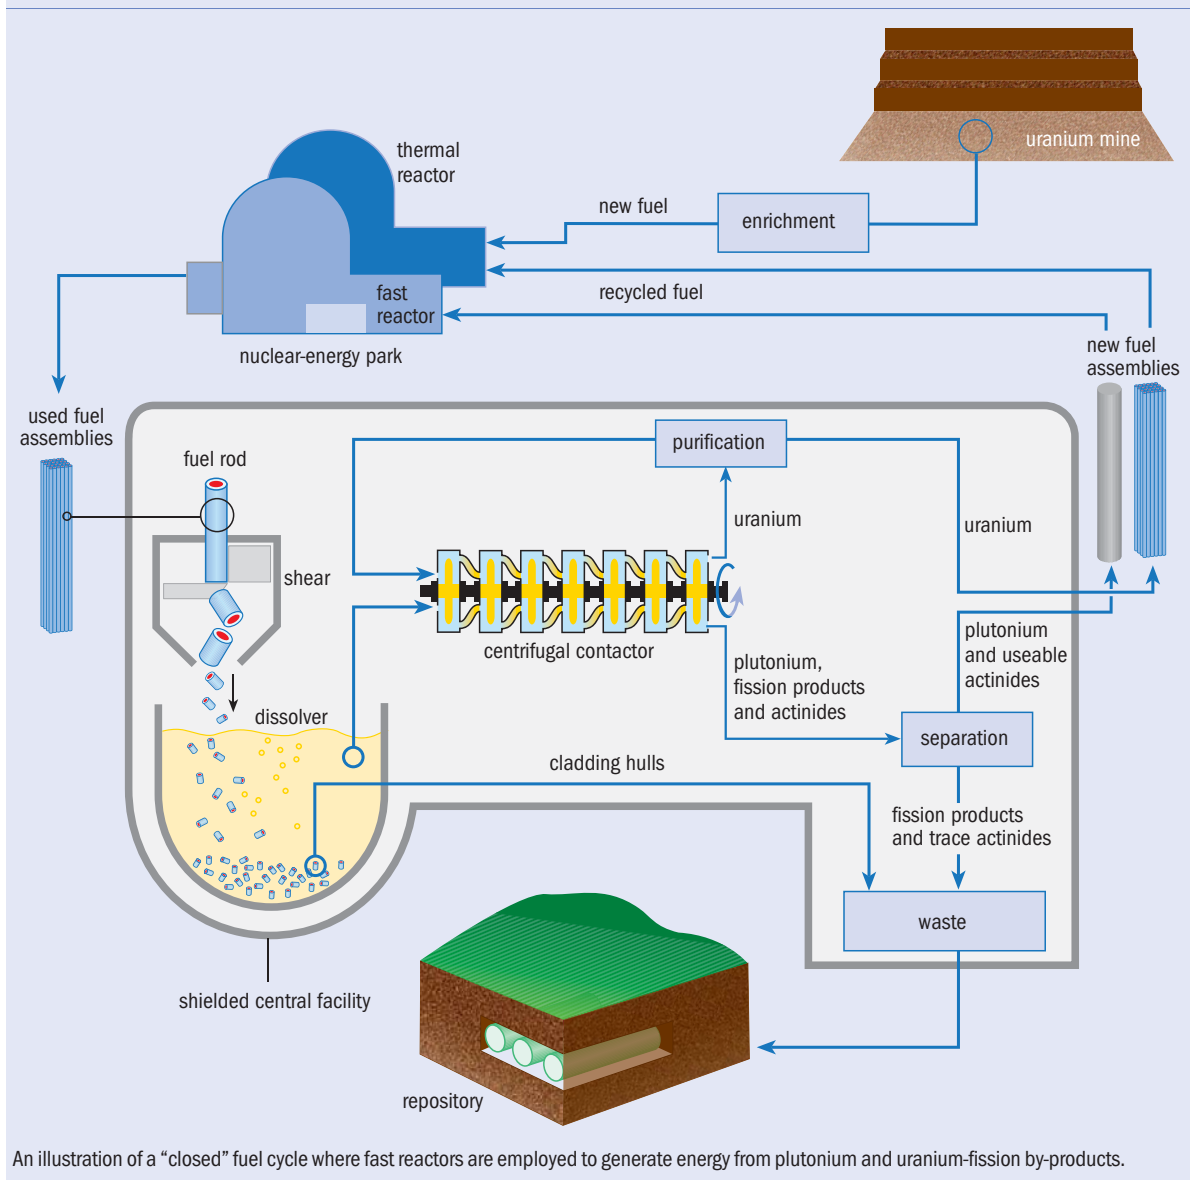 uranium mine
thermal
reactor
new fuel
enrichment
recycled fuel
fast
reactor
nuclear-energy park
new fuel
assemblies
used fuel
assemblies
fuel rod
purification
uranium
uranium
shear
centrifugal contactor
plutonium,
fission products
and actinides
plutonium
and useable
actinides
dissolver
separation
cladding hulls
fission products
and trace actinides
waste
shielded central facility
repository
An illustration of a “closed” fuel cycle where fast reactors are employed to generate energy from plutonium and uranium-fission by-products.